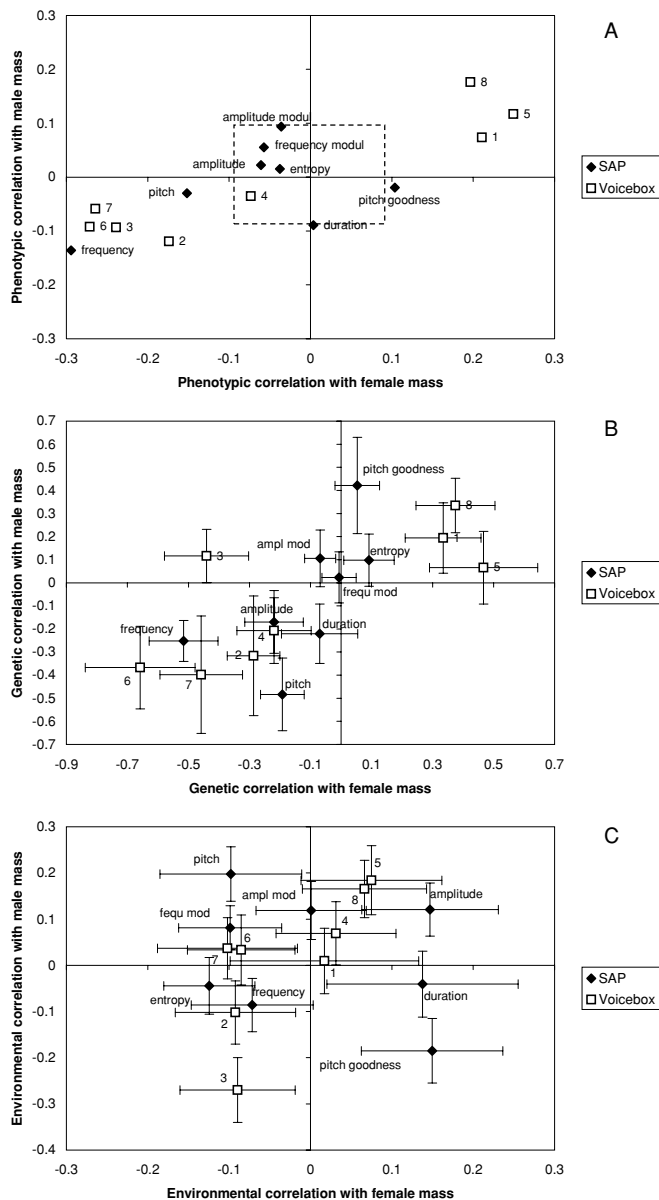 A
Phenotypic correlation with male mass
0.3
0.2
0.1
0
-0.1
-0.2
-0.3
-0.3
-0.2
-0.1
0
0.1
0.2
0.3
Phenotypic correlation with female mass
8
5
1
amplitude modul
frequency modul
amplitude
entropy
pitch
4
pitch goodness
7
6
3
2
duration
frequency
SAP
Voicebox
B
Genetic correlation with male mass
0.7
0.6
0.5
0.4
0.3
0.2
0.1
0
-0.1
-0.2
-0.3
-0.4
-0.5
-0.6
-0.7
-0.9
-0.7
-0.5
-0.3
-0.1
0.1
0.3
0.5
0.7
Genetic correlation with female mass
pitch goodness
8
ampl mod
entropy
1
3
5
frequ mod
amplitude
frequency
4
duration
2
6
7
pitch
SAP
Voicebox
C
Environmental correlation with male mass
0.3
0.2
0.1
0
-0.1
-0.2
-0.3
-0.4
-0.3
-0.2
-0.1
0
0.1
0.2
0.3
Environmental correlation with female mass
pitch
5
ampl mod
8
amplitude
fequ mod
4
6
7
1
entropy
frequency
duration
2
pitch goodness
3
SAP
Voicebox